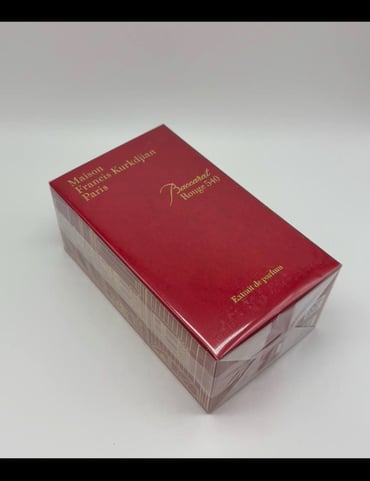 Maison
Francis Kurkdjian
Paris
Baccarat
Rouge 540
Extrait de parfum